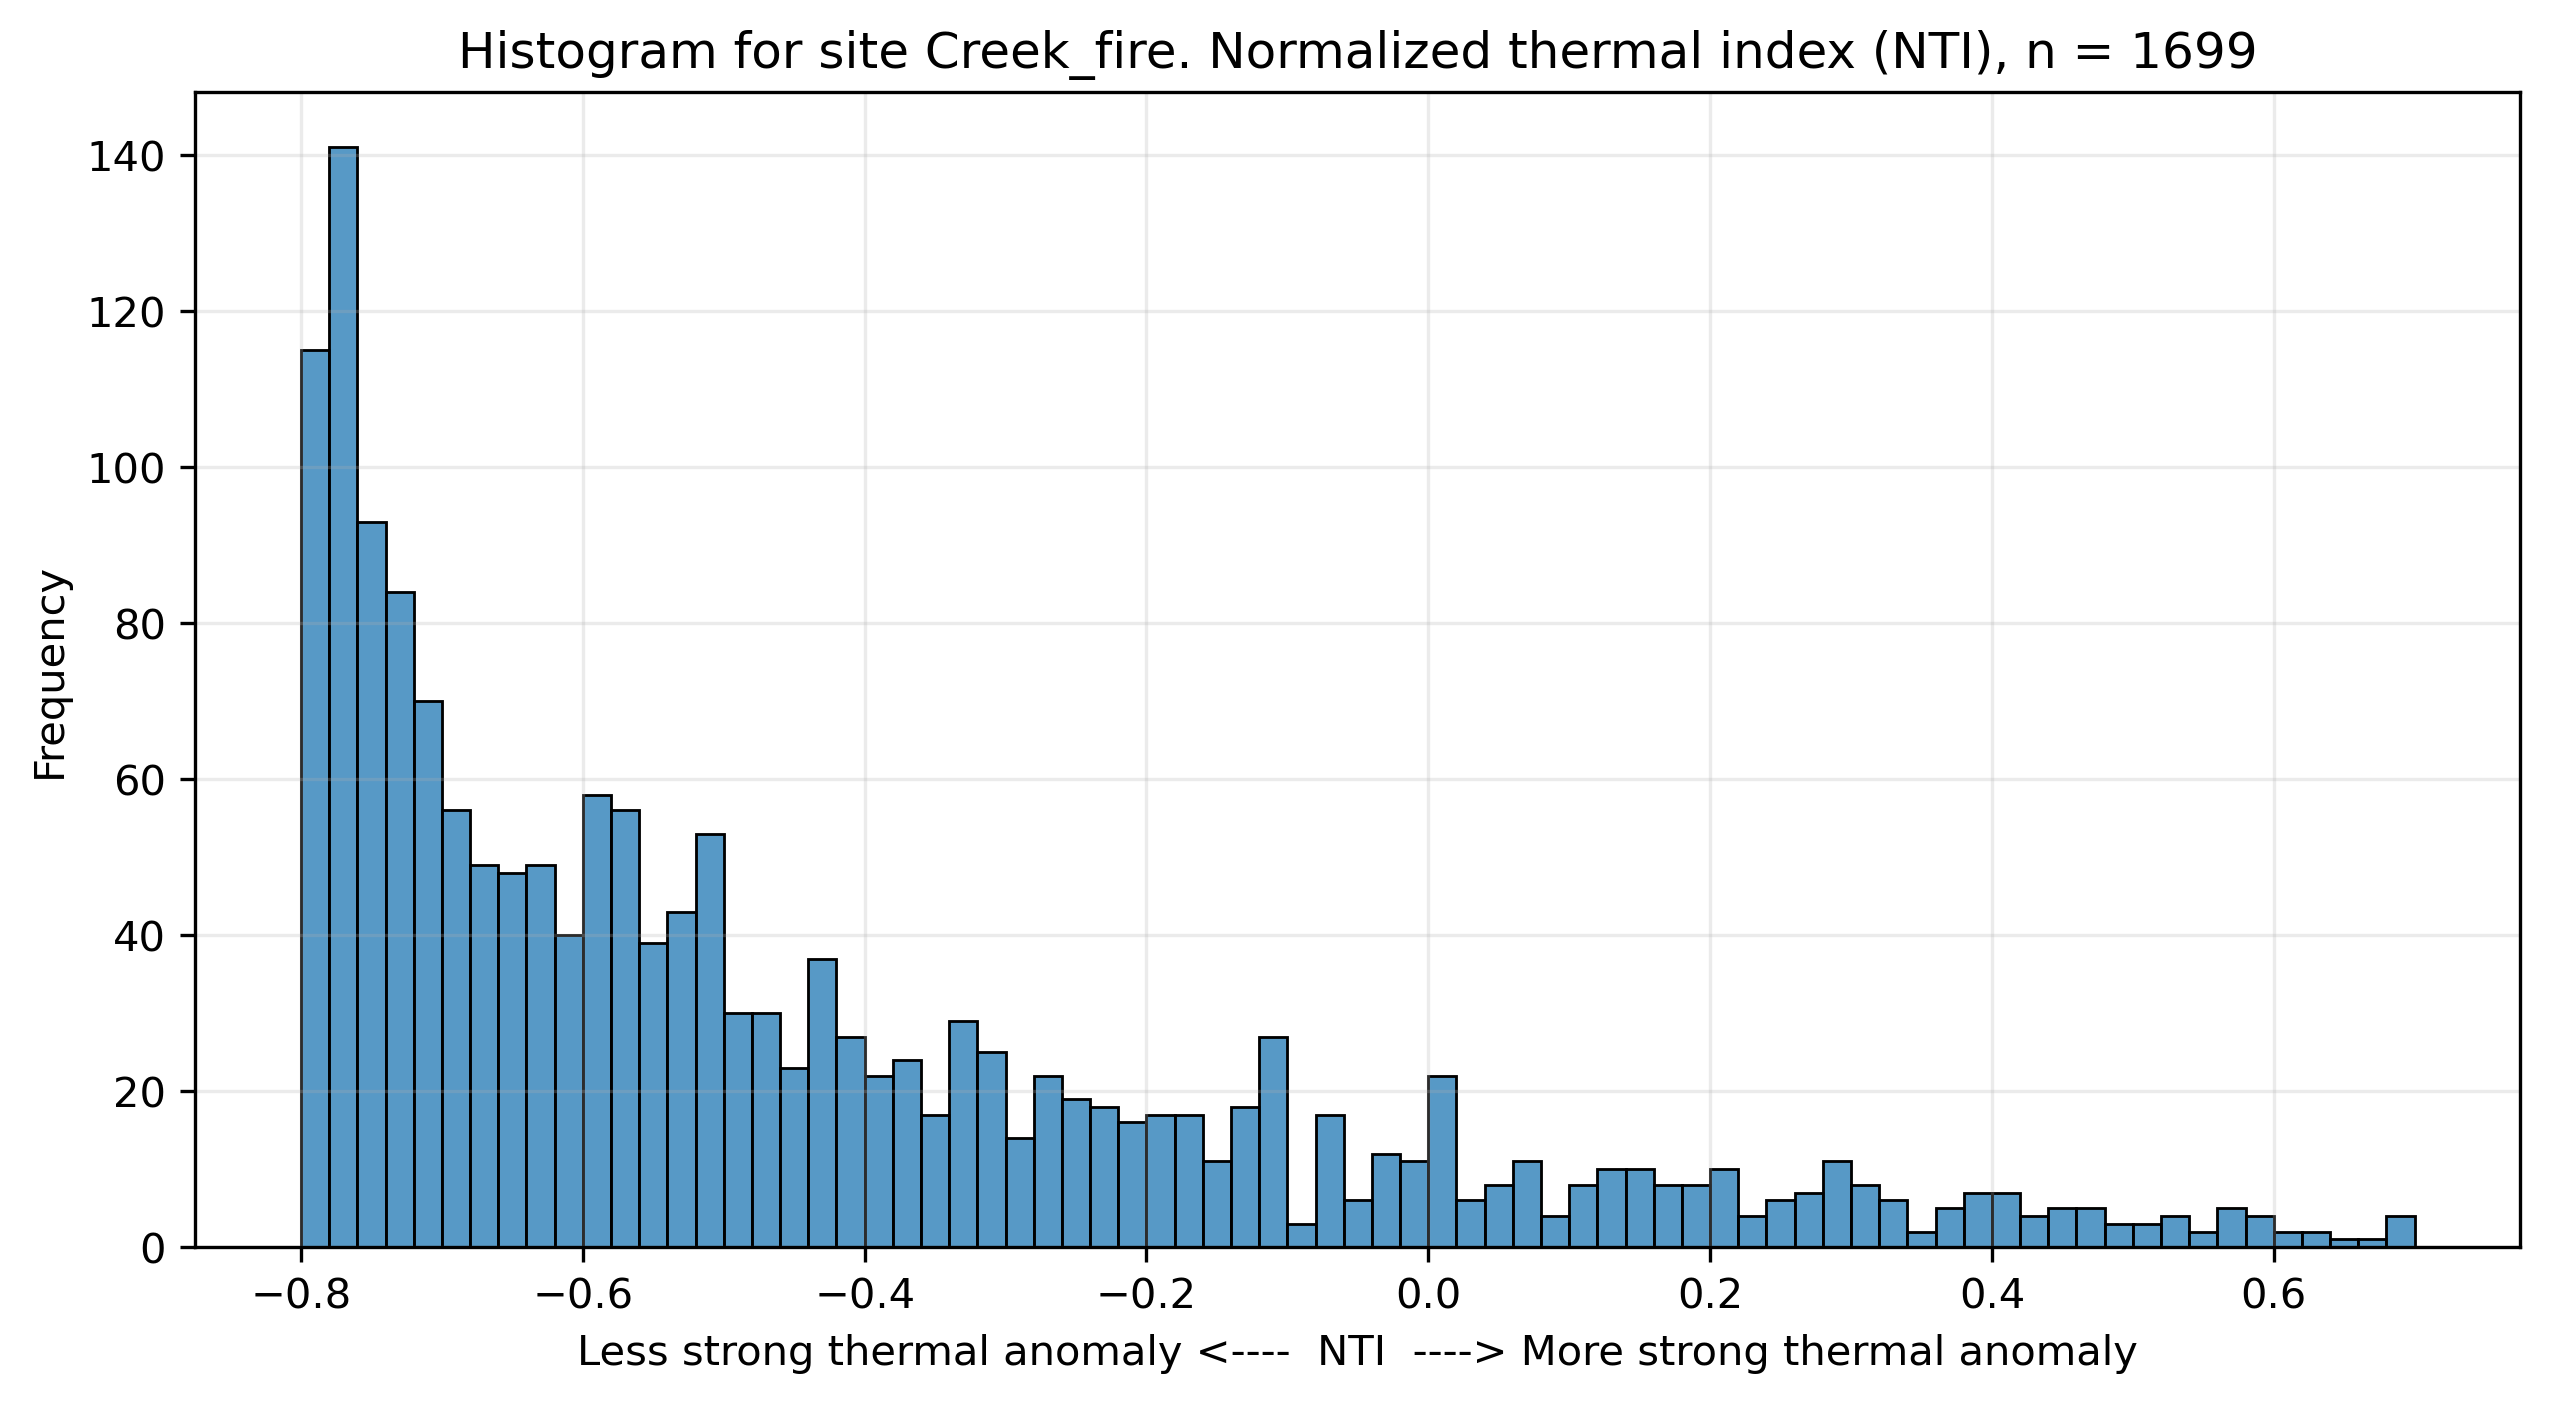 Histogram for site Creek_fire. Normalized thermal index (NTI), n = 1699
140
120
100
80
60
40
20
0
Frequency
−0.8 −0.6 −0.4 −0.2 0.0 0.2 0.4 0.6
Less strong thermal anomaly <---- NTI ----> More strong thermal anomaly